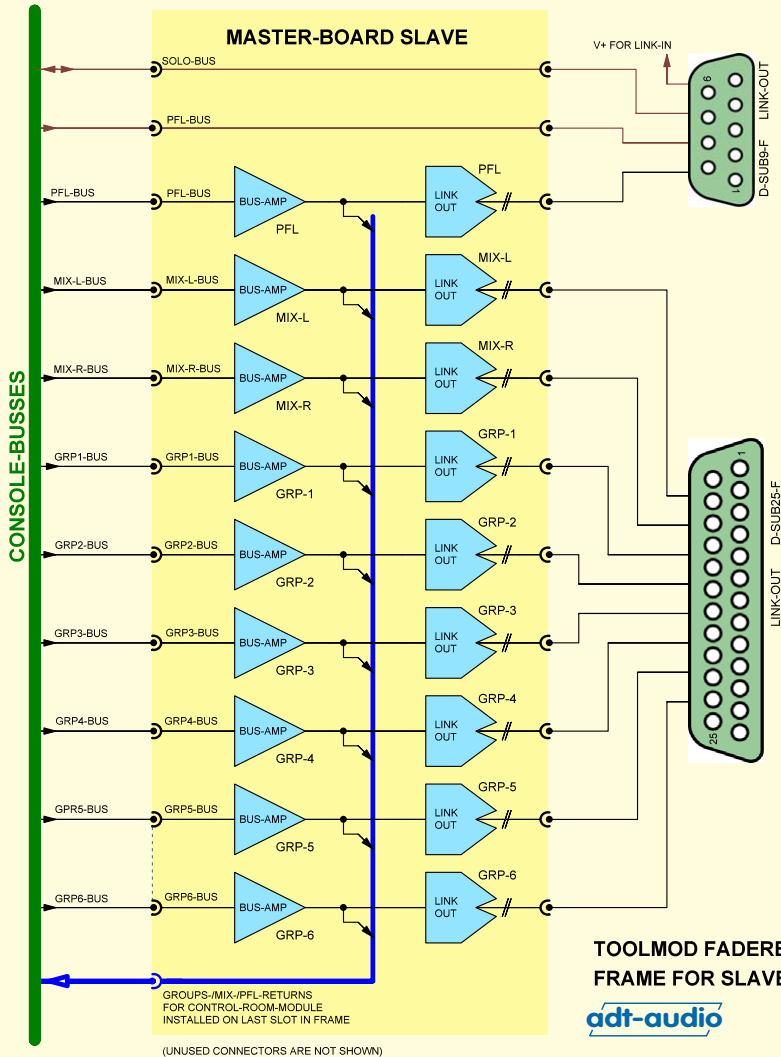 MASTER-BOARD SLAVE
V+ FOR LINK-IN
SOLO-BUS
9
LINK-OUT
D-SUB9-F
1
PFL-BUS
PFL-BUS
PFL-BUS
BUS-AMP
PFL
LINK
OUT
PFL
MIX-L-BUS
MIX-L-BUS
BUS-AMP
MIX-L
LINK
OUT
MIX-L
MIX-R-BUS
MIX-R-BUS
BUS-AMP
MIX-R
LINK
OUT
MIX-R
CONSOLE-BUSSES
GRP1-BUS
GRP1-BUS
BUS-AMP
GRP-1
LINK
OUT
GRP-1
1
D-SUB25-F
LINK-OUT
25
GRP2-BUS
GRP2-BUS
BUS-AMP
GRP-2
LINK
OUT
GRP-2
GRP3-BUS
GRP3-BUS
BUS-AMP
GRP-3
LINK
OUT
GRP-3
GRP4-BUS
GRP4-BUS
BUS-AMP
GRP-4
LINK
OUT
GRP-4
GPR5-BUS
GRP5-BUS
BUS-AMP
GRP-5
LINK
OUT
GRP-5
GRP6-BUS
GRP6-BUS
BUS-AMP
GRP-6
LINK
OUT
GRP-6
GROUPS-/MIX-/PFL-RETURNS
FOR CONTROL-ROOM-MODULE
INSTALLED ON LAST SLOT IN FRAME
(UNUSED CONNECTORS ARE NOT SHOWN)
TOOLMOD FADERE
FRAME FOR SLAVE
adt-audio